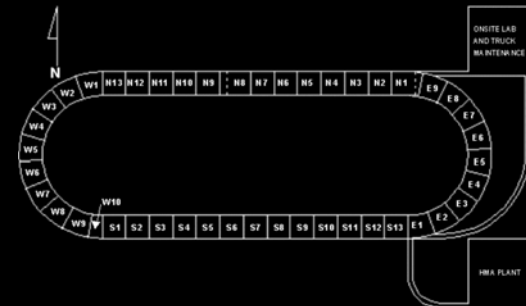 ONSITE LAB
AND TRUCK
MAINTENANCE
N
W1 N13 N12 N11 N10 N9 N8 N7 N6 N5 N4 N3 N2 N1 E9
W2 E8
W3 E7
W4 E6
W5 E5
W6 E4
W7 E3
W8 E2
W9 W10 S1 S2 S3 S4 S5 S6 S7 S8 S9 S10 S11 S12 S13 E1
HMA PLANT